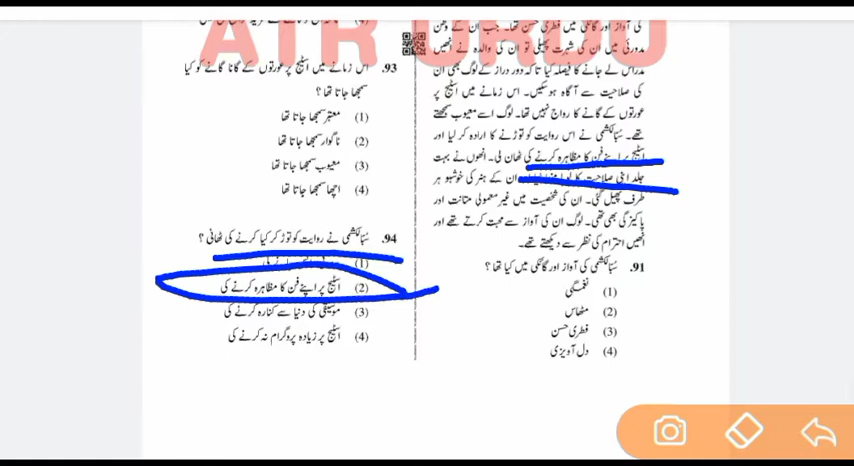 ATR URDU
کی آواز اور گائکی میں فطری حسن تھا۔ جب ان کے وطن
مدورئی میں ان کی شہرت پھیلی تو ان کی والدہ نے انھیں
مدراس لے جانے کا فیصلہ کیا تاکہ دور دراز کے لوگ بھی ان
کی صلاحیت سے آگاہ ہوسکیں۔ اس زمانے میں اسٹیج پر
عورتوں کے گانے کا رواج نہیں تھا۔ لوگ اسے معیوب سمجھتے
تھے۔ سُبّالکشمی نے اس روایت کو توڑنے کا ارادہ کرلیا اور
اسٹیج پر اپنے فن کا مظاہرہ کرنے کی ٹھان لی۔ انھوں نے بہت
جلد اپنی صلاحیت کا لوہا منوا لیا اور ان کے ہنر کی خوشبو ہر
طرف پھیل گئی۔ ان کی شخصیت میں غیر معمولی متانت اور
پاکیزگی بھی تھی۔ لوگ ان کی آواز سے محبت کرتے تھے اور
انھیں احترام کی نظر سے دیکھتے تھے۔
91. سُبّالکشمی کی آواز اور گائکی میں کیا تھا؟
(1) نغمگی
(2) مٹھاس
(3) فطری حسن
(4) دل آویزی
93. اس زمانے میں اسٹیج پر عورتوں کے گانا گانے کو کیا
سمجھا جاتا تھا؟
(1) معتبر سمجھا جاتا تھا
(2) ناگوار سمجھا جاتا تھا
(3) معیوب سمجھا جاتا تھا
(4) اچھا سمجھا جاتا تھا
94. سُبّالکشمی نے روایت کو توڑ کر کیا کرنے کی ٹھانی؟
(1)
(2) اسٹیج پر اپنے فن کا مظاہرہ کرنے کی
(3) موسیقی کی دنیا سے کنارہ کرنے کی
(4) اسٹیج پر زیادہ پروگرام نہ کرنے کی